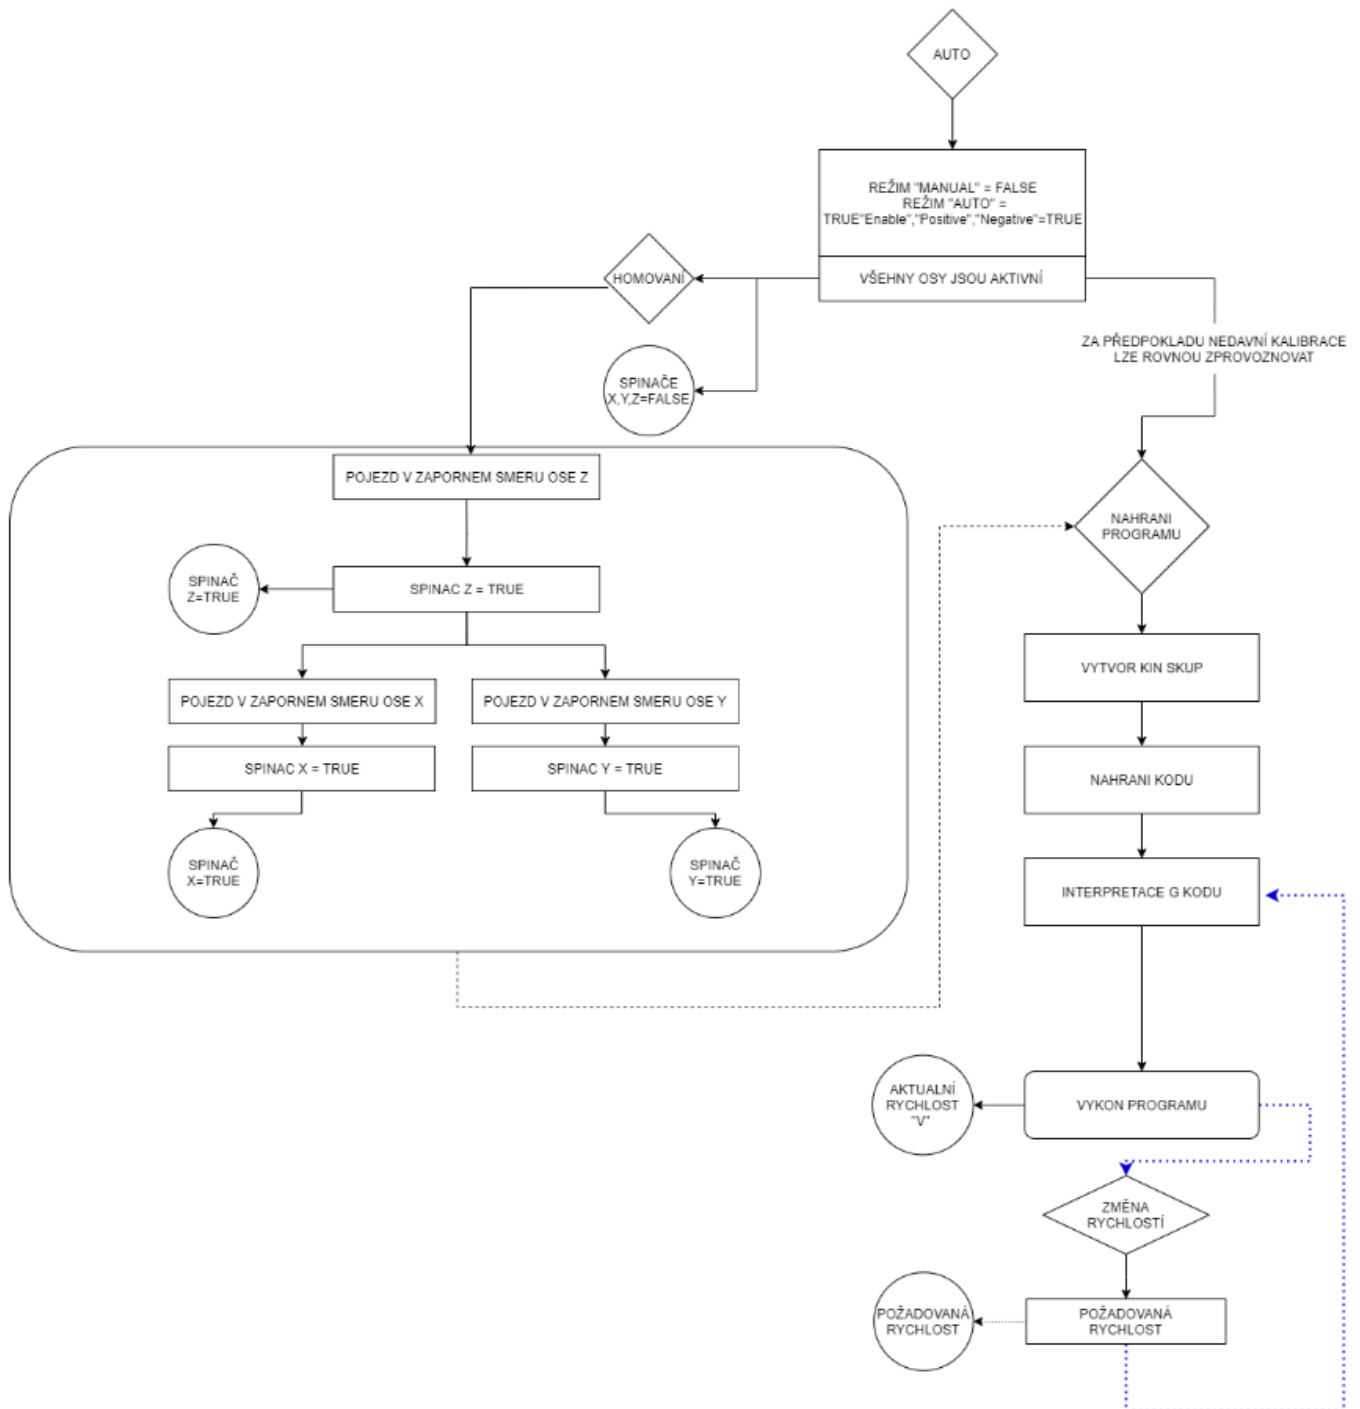 AUTO
REŽIM "MANUAL" = FALSE
REŽIM "AUTO" =
TRUE"Enable","Positive","Negative"=TRUE
VŠEHNY OSY JSOU AKTIVNÍ
HOMOVANÍ
ZA PŘEDPOKLADU NEDAVNÍ KALIBRACE
LZE ROVNOU ZPROVOZNOVAT
SPINAČE
X,Y,Z=FALSE
POJEZD V ZAPORNEM SMERU OSE Z
SPINAČ
Z=TRUE
SPINAC Z = TRUE
POJEZD V ZAPORNEM SMERU OSE X
POJEZD V ZAPORNEM SMERU OSE Y
SPINAC X = TRUE
SPINAC Y = TRUE
SPINAČ
X=TRUE
SPINAČ
Y=TRUE
NAHRANI
PROGRAMU
VYTVOR KIN SKUP
NAHRANI KODU
INTERPRETACE G KODU
AKTUALNÍ
RYCHLOST
"V"
VYKON PROGRAMU
ZMĚNA
RYCHLOSTÍ
POŽADOVANÁ
RYCHLOST
POŽADOVANÁ
RYCHLOST